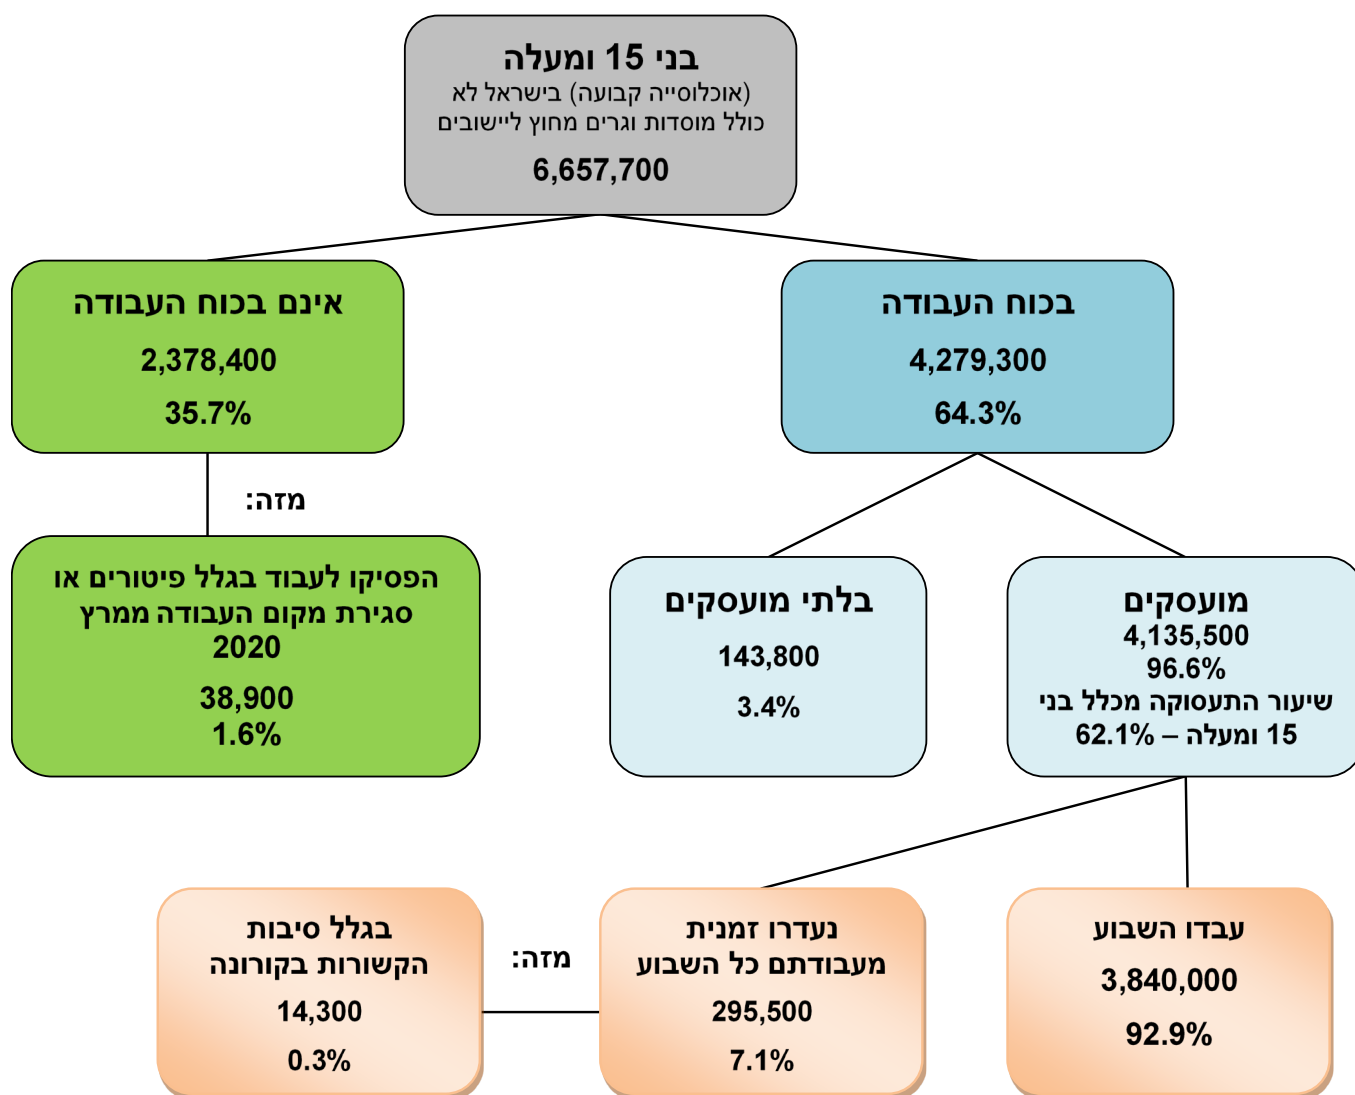 בני 15 ומעלה
(אוכלוסייה קבועה) בישראל לא
כולל מוסדות וגרים מחוץ ליישובים
6,657,700
בכוח העבודה
4,279,300
64.3%
אינם בכוח העבודה
2,378,400
35.7%
מזה:
הפסיקו לעבוד בגלל פיטורים או
סגירת מקום העבודה ממרץ
2020
38,900
1.6%
מועסקים
4,135,500
96.6%
שיעור התעסוקה מכלל בני
15 ומעלה – 62.1%
בלתי מועסקים
143,800
3.4%
עבדו השבוע
3,840,000
92.9%
נעדרו זמנית
מעבודתם כל השבוע
295,500
7.1%
מזה:
בגלל סיבות
הקשורות בקורונה
14,300
0.3%